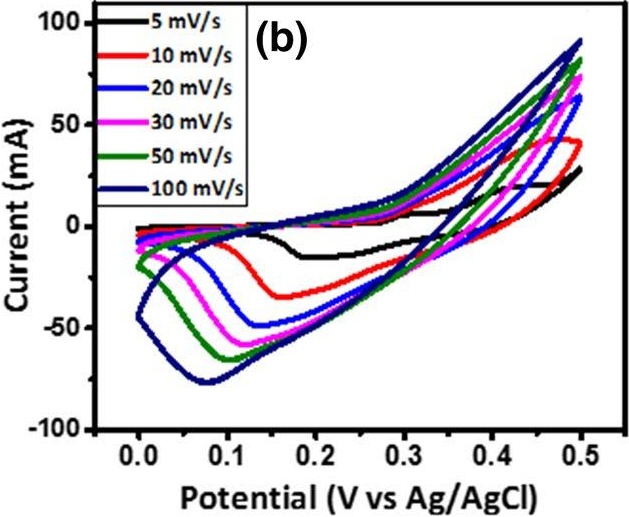 (b)
5 mV/s
10 mV/s
20 mV/s
30 mV/s
50 mV/s
100 mV/s
Current (mA)
100
50
0
-50
-100
0.0 0.1 0.2 0.3 0.4 0.5
Potential (V vs Ag/AgCl)